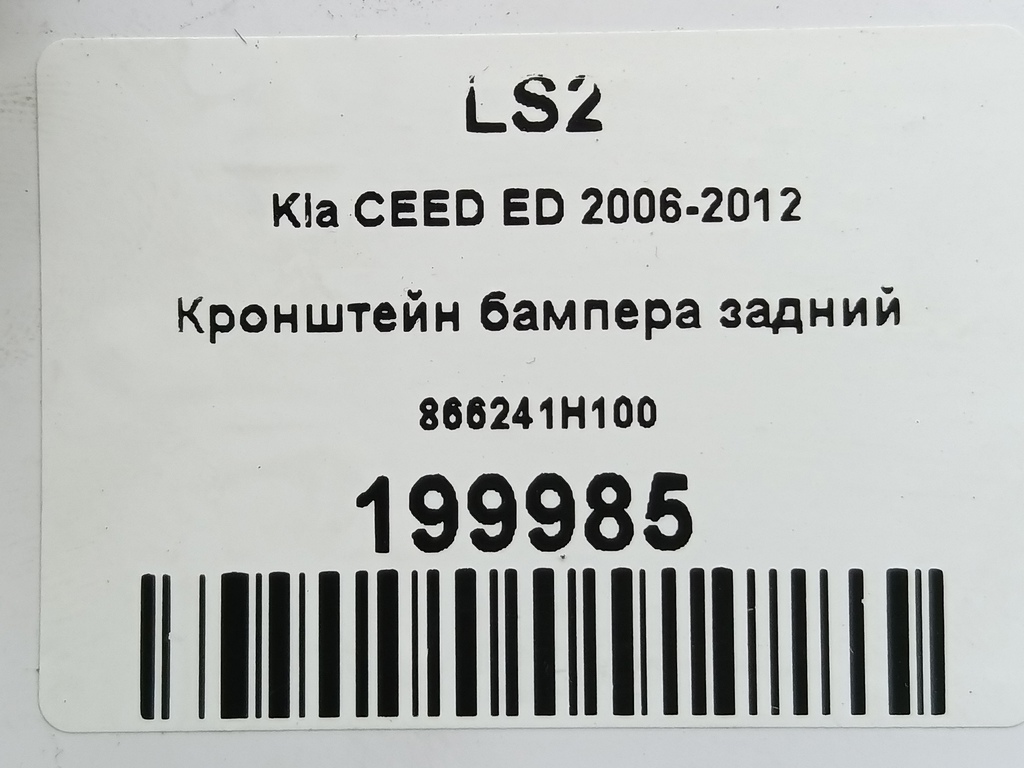 LS2
Kia CEED ED 2006-2012
Кронштейн бампера задний
866241H100
199985